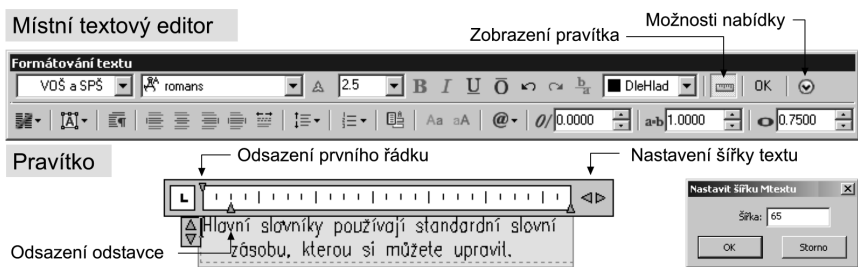 Místní textový editor
Možnosti nabídky
Zobrazení pravítka
Formátování textu
VOŠ a SPŠ romans 2.5 B I U O b/a DleHlad OK
Aa aA @ 0/ 0.0000 a•b 1.0000 0.7500
Pravítko
Odsazení prvního řádku
Nastavení šířky textu
L
Nastavit šířku Mtextu
Šířka: 65
OK Storno
Hlavní slovníky používají standardní slovní
zásobu, kterou si můžete upravit.
Odsazení odstavce